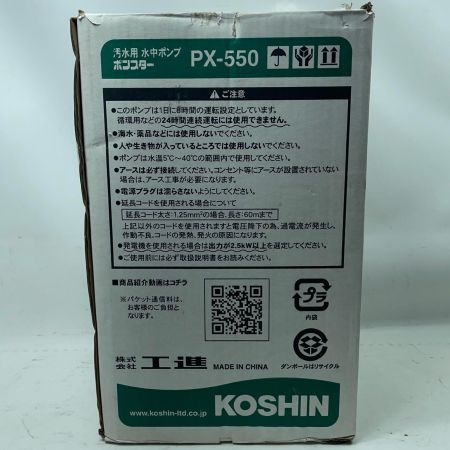 汚水用 水中ポンプ
ポンスター PX-550
ご注意
●このポンプは1日に8時間の運転設定としています。
循環用などの24時間連続運転には使用できません。
●海水・薬品などには使用しないでください。
●人や生き物が入っているところでは使用しないでください。
●ポンプは水温5℃〜40℃の範囲内で使用してください。
●アースは必ず接続してください。コンセント等にアースが設置されていない
場合は、アース工事が必要になります。
●電源プラグは濡らさないようにしてください。
●延長コードを使用される場合について
延長コード太さ:1.25mm²の場合、長さ:60mまで
上記以外のコードを使用されますと電圧降下の為、過電流が発生し、
作動不良、コードの発熱、発火の原因になります。
●発電機を使用される場合は出力が2.5kW以上を選定してください。
●ご使用前には必ず取扱説明書をお読みください。
■商品紹介動画はコチラ
※パケット通信料は、
お客様のご負担と
なります。
プラ
内袋
ダンボールはリサイクル
株式会社 工進 MADE IN CHINA
www.koshin-ltd.co.jp KOSHIN